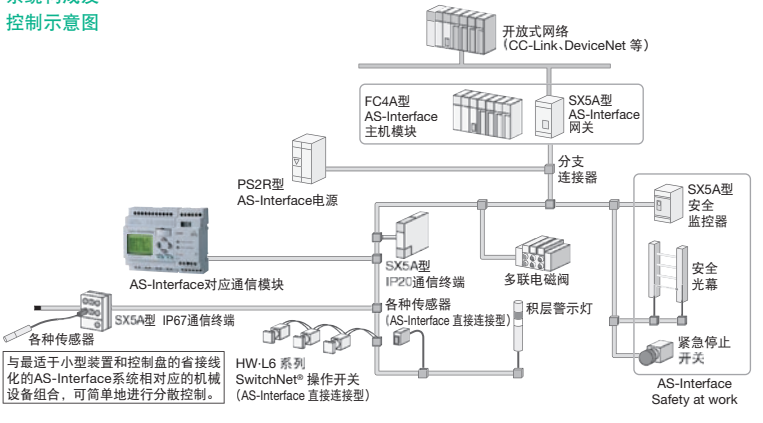 控制示意图
开放式网络
(CC-Link、DeviceNet 等)
FC4A型
AS-Interface
主机模块
SX5A型
AS-Interface
网关
分支
连接器
PS2R型
AS-Interface电源
SX5A型
安全
监控器
AS-Interface对应通信模块
SX5A型
IP20通信终端
多联电磁阀
安全
光幕
SX5A型 IP67通信终端
各种传感器
各种传感器
(AS-Interface 直接连接型)
积层警示灯
紧急停止
开关
HW-L6 系列
SwitchNet® 操作开关
(AS-Interface 直接连接型)
AS-Interface
Safety at work
与最适于小型装置和控制盘的省接线
化的AS-Interface系统相对应的机械
设备组合，可简单地进行分散控制。